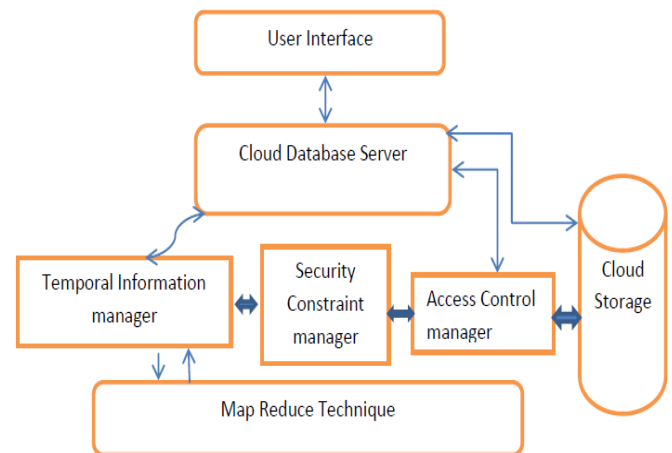 User Interface
Cloud Database Server
Temporal Information
manager
Security
Constraint
manager
Access Control
manager
Cloud
Storage
Map Reduce Technique